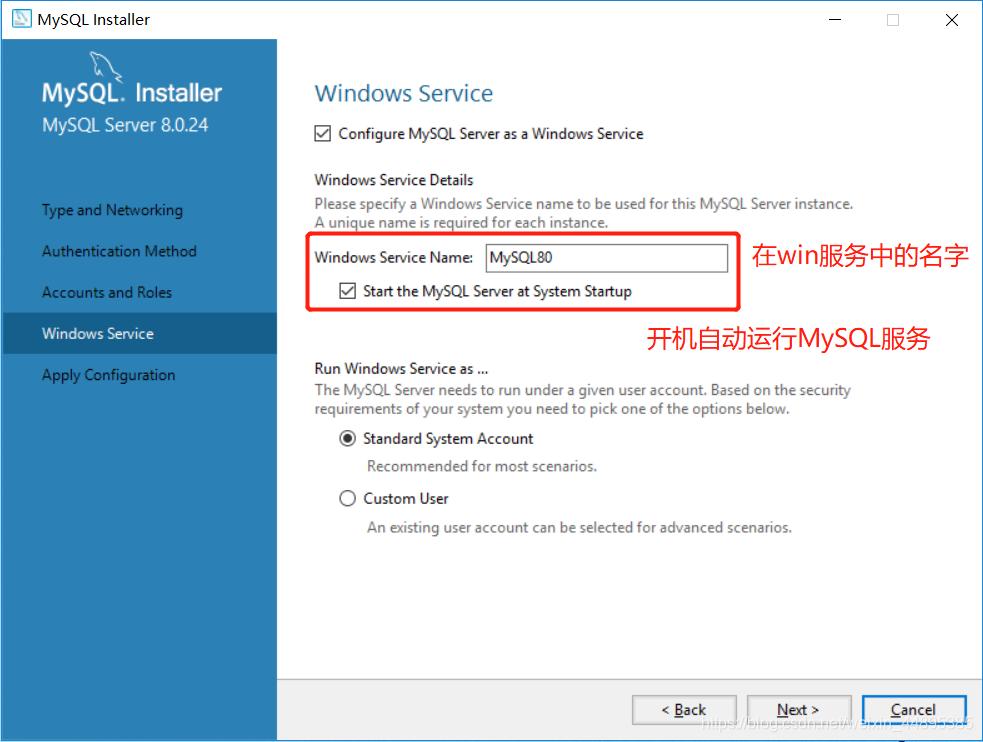 MySQL Installer
MySQL. Installer
MySQL Server 8.0.24
Type and Networking
Authentication Method
Accounts and Roles
Windows Service
Apply Configuration
Windows Service
Configure MySQL Server as a Windows Service
Windows Service Details
Please specify a Windows Service name to be used for this MySQL Server instance.
A unique name is required for each instance.
Windows Service Name: MySQL80
在win服务中的名字
Start the MySQL Server at System Startup
开机自动运行MySQL服务
Run Windows Service as ...
The MySQL Server needs to run under a given user account. Based on the security
requirements of your system you need to pick one of the options below.
Standard System Account
Recommended for most scenarios.
Custom User
An existing user account can be selected for advanced scenarios.
< Back
Next >
Cancel
https://blog.csdn.net/weixin_44895385